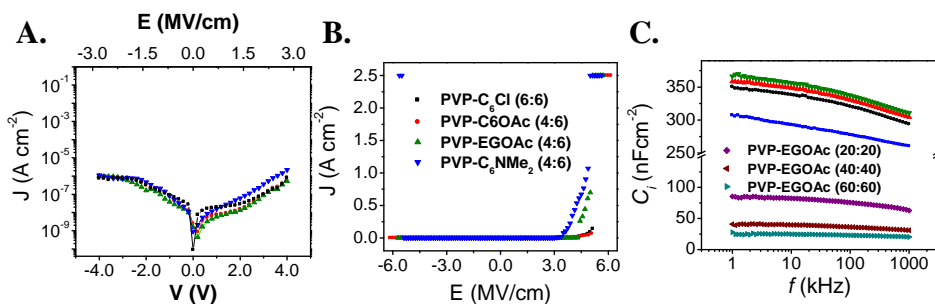 A.
E (MV/cm)
-3.0 -1.5 0.0 1.5 3.0
J (A cm⁻²)
10⁻¹
10⁻³
10⁻⁶
10⁻⁹
-4.0 -2.0 0.0 2.0 4.0
V (V)
B.
J (A cm⁻²)
2.5
2.0
1.5
1.0
0.5
0.0
PVP-C₆Cl (6:6)
PVP-C6OAc (4:6)
PVP-EGOAc (4:6)
PVP-C₆NMe₂ (4:6)
-6.0 -3.0 0.0 3.0 6.0
E (MV/cm)
C.
Cᵢ (nFcm⁻²)
350
300
250
50
25
0
PVP-EGOAc (20:20)
PVP-EGOAc (40:40)
PVP-EGOAc (60:60)
1 10 100 1000
f (kHz)